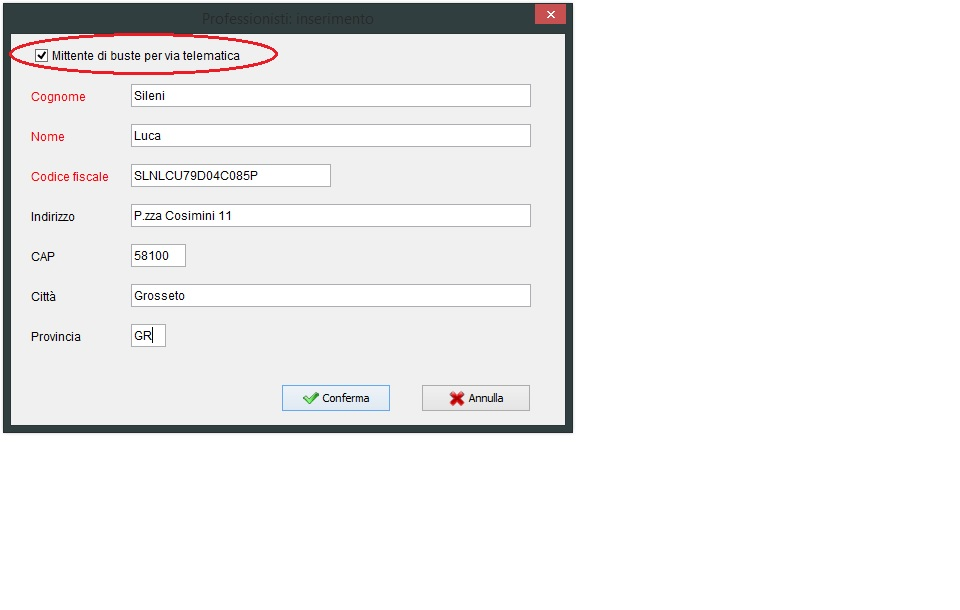 Professionisti: inserimento
Mittente di buste per via telematica
Cognome Sileni
Nome Luca
Codice fiscale SLNLCU79D04C085P
Indirizzo P.zza Cosimini 11
CAP 58100
Città Grosseto
Provincia GR
Conferma Annulla